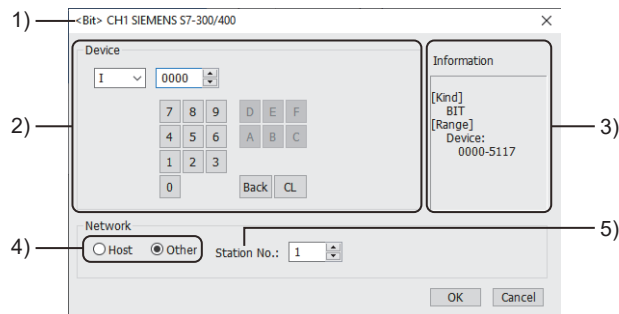 1)
<Bit> CH1 SIEMENS S7-300/400
Device
I 0000
7 8 9 D E F
4 5 6 A B C
1 2 3
0 Back CL
2)
Information
[Kind]
BIT
[Range]
Device:
0000-5117
3)
Network
4)
Host Other Station No.: 1
5)
OK Cancel